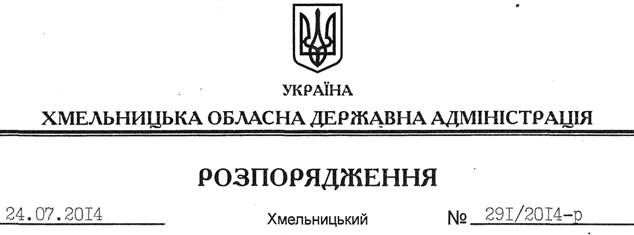 УКРАЇНА
ХМЕЛЬНИЦЬКА ОБЛАСНА ДЕРЖАВНА АДМІНІСТРАЦІЯ
РОЗПОРЯДЖЕННЯ
24.07.2014 Хмельницький № 291/2014-р